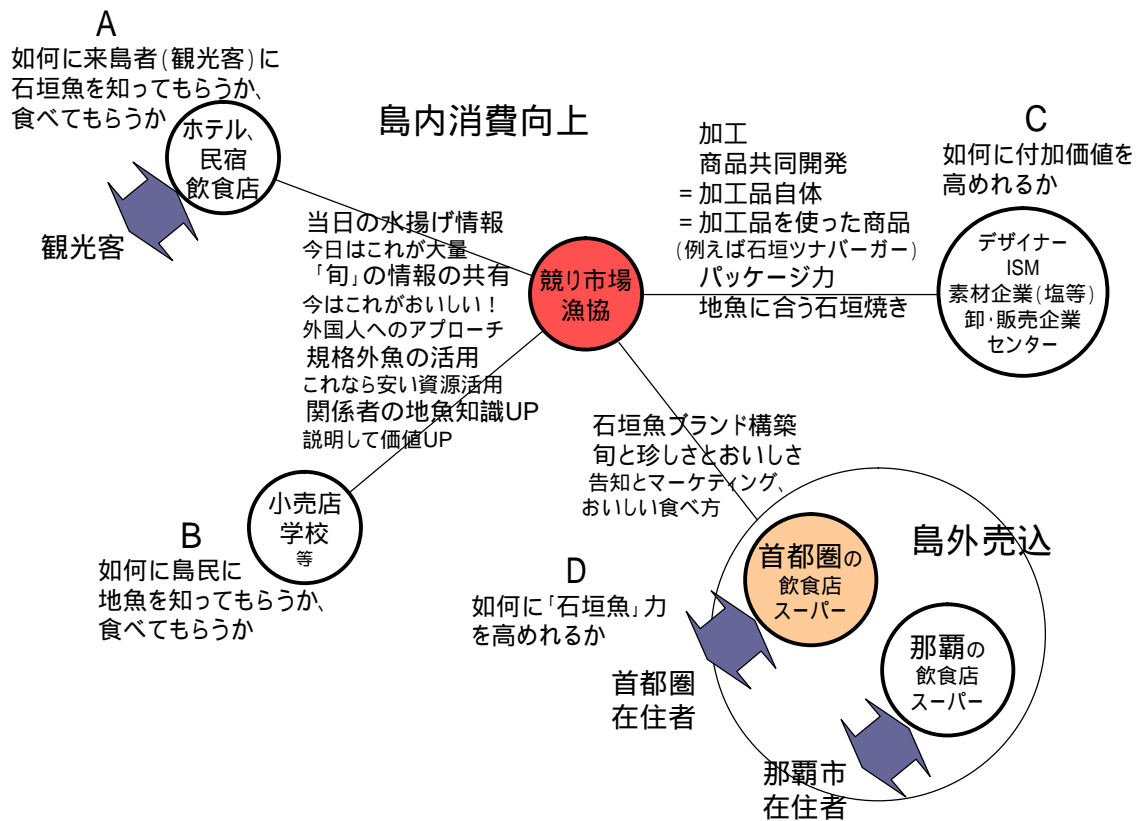 A
如何に来島者(観光客)に
石垣魚を知ってもらうか、
食べてもらうか
ホテル、
民宿
飲食店
観光客
島内消費向上
当日の水揚げ情報
今日はこれが大量
「旬」の情報の共有
今はこれがおいしい！
外国人へのアプローチ
規格外魚の活用
これなら安い資源活用
関係者の地魚知識UP
説明して価値UP
競り市場
漁協
加工
商品共同開発
=加工品自体
=加工品を使った商品
(例えば石垣ツナバーガー)
パッケージ力
地魚に合う石垣焼き
C
如何に付加価値を
高めれるか
デザイナー
ISM
素材企業(塩等)
卸・販売企業
センター
小売店
学校
等
B
如何に島民に
地魚を知ってもらうか、
食べてもらうか
石垣魚ブランド構築
旬と珍しさとおいしさ
告知とマーケティング、
おいしい食べ方
D
如何に「石垣魚」力
を高めれるか
島外売込
首都圏の
飲食店
スーパー
首都圏
在住者
那覇の
飲食店
スーパー
那覇市
在住者